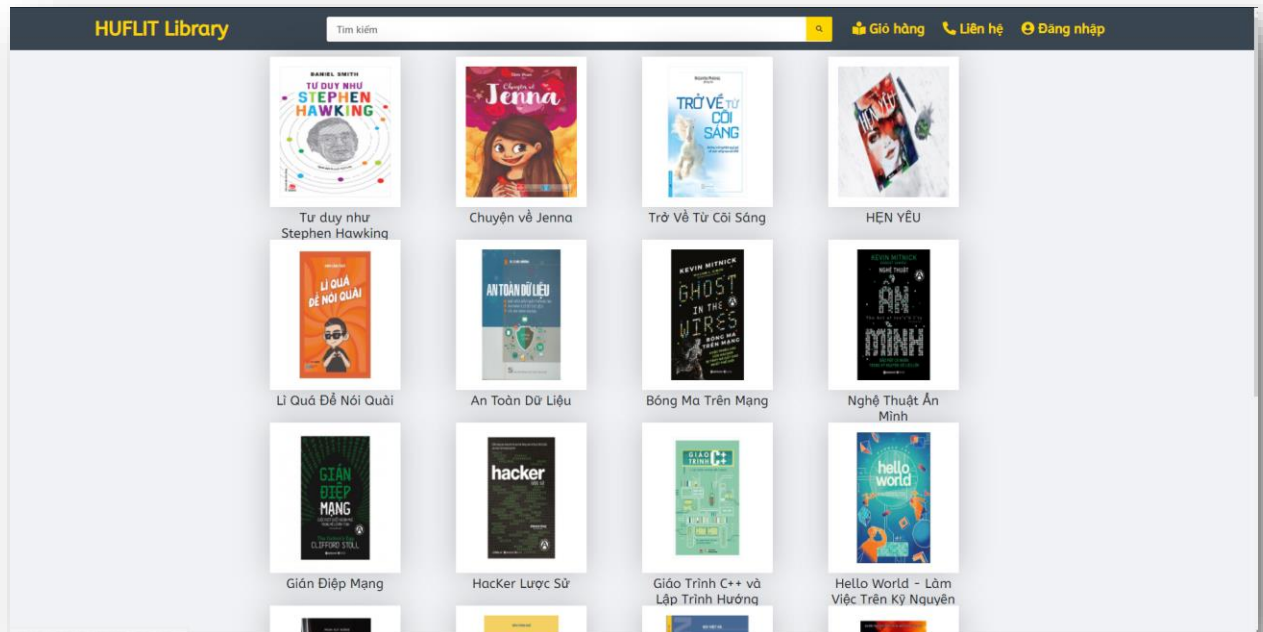 HUFLIT Library
Tìm kiếm
Giỏ hàng
Liên hệ
Đăng nhập
DANIEL SMITH
TƯ DUY NHƯ
STEPHEN
HAWKING
Chuyện về
Jenna
TRỞ VỀ TỪ
CÕI
SÁNG
HẸN YÊU
Tư duy như
Stephen Hawking
Chuyện về Jenna
Trở Về Từ Cõi Sáng
HẸN YÊU
LÌ QUÁ
ĐỂ NÓI QUÀI
AN TOÀN DỮ LIỆU
KEVIN MITNICK
GHOST
IN THE
WIRES
BÓNG MA
TRÊN MẠNG
KEVIN MITNICK
NGHỆ THUẬT
ẨN
MÌNH
Lì Quá Để Nói Quài
An Toàn Dữ Liệu
Bóng Ma Trên Mạng
Nghệ Thuật Ẩn
Mình
GIÁN
ĐIỆP
MẠNG
CLIFFORD STOLL
hacker
lược sử
GIÁO
TRÌNH C++
hello
world
Gián Điệp Mạng
HacKer Lược Sử
Giáo Trình C++ và
Lập Trình Hướng
Hello World - Làm
Việc Trên Kỹ Nguyên